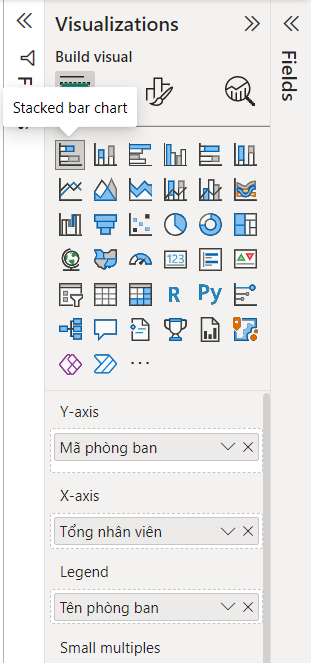 Visualizations
Build visual
Stacked bar chart
Fields
123
R
Py
Y-axis
Mã phòng ban
X-axis
Tổng nhân viên
Legend
Tên phòng ban
Small multiples